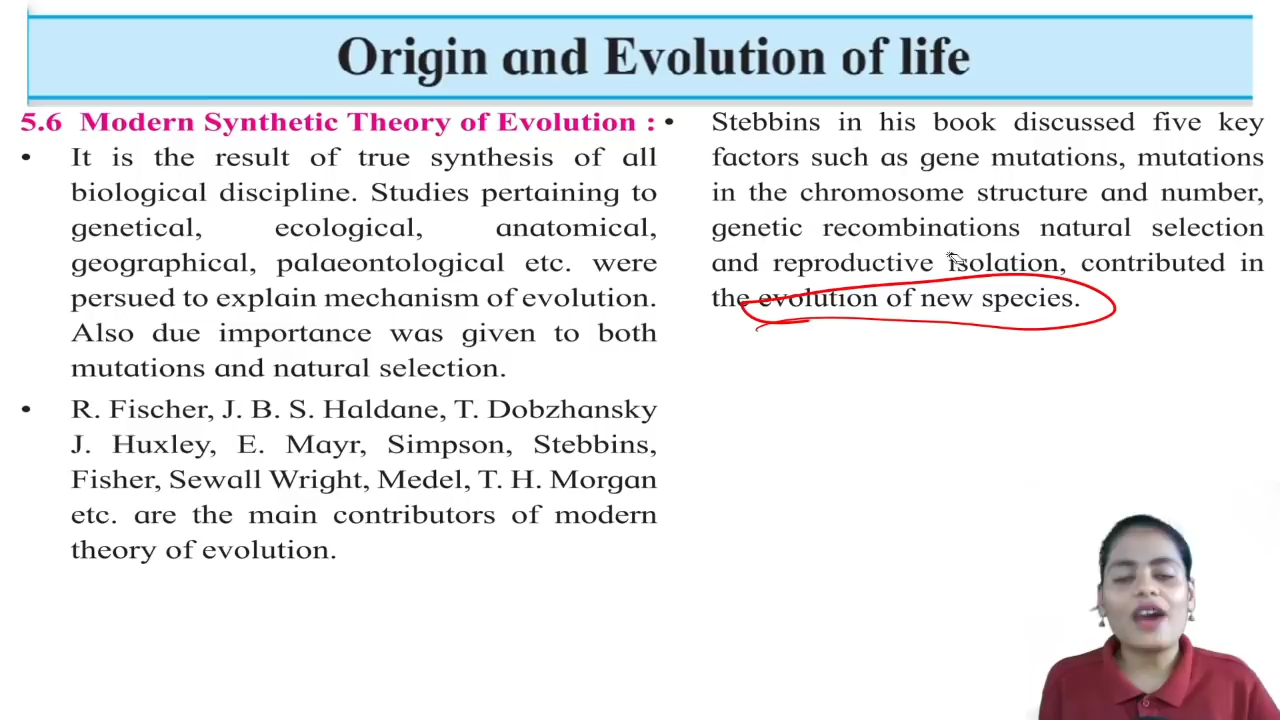 Origin and Evolution of life
5.6 Modern Synthetic Theory of Evolution :
• It is the result of true synthesis of all
biological discipline. Studies pertaining to
genetical, ecological, anatomical,
geographical, palaeontological etc. were
persued to explain mechanism of evolution.
Also due importance was given to both
mutations and natural selection.
• R. Fischer, J. B. S. Haldane, T. Dobzhansky
J. Huxley, E. Mayr, Simpson, Stebbins,
Fisher, Sewall Wright, Medel, T. H. Morgan
etc. are the main contributors of modern
theory of evolution.
• Stebbins in his book discussed five key
factors such as gene mutations, mutations
in the chromosome structure and number,
genetic recombinations natural selection
and reproductive isolation, contributed in
the evolution of new species.